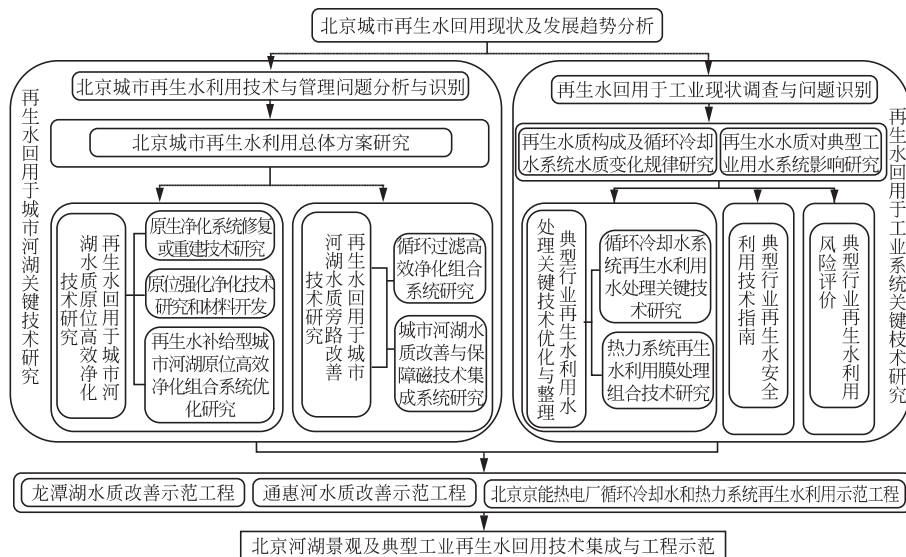 北京城市再生水回用现状及发展趋势分析
再生水回用于城市河湖关键技术研究
北京城市再生水利用技术与管理问题分析与识别
北京城市再生水利用总体方案研究
再生水回用于城市河
湖水质原位高效净化
技术研究
原生净化系统修复
或重建技术研究
原位强化净化技术
研究和材料开发
再生水补给型城
市河湖原位高效
净化组合系统优
化研究
再生水回用于城市
河湖水质旁路改善
技术研究
循环过滤高
效净化组合
系统研究
城市河湖水
质改善与保
障磁技术集
成系统研究
再生水回用于工业系统关键技术研究
再生水回用于工业现状调查与问题识别
再生水质构成及循环冷却
水系统水质变化规律研究
再生水水质对典型工
业用水系统影响研究
典型行业再生水利用水
处理关键技术优化与整理
循环冷却水系
统再生水利用
水处理关键技
术研究
热力系统再生
水利用膜处理
组合技术研究
典型行业再生水安全
利用技术指南
典型行业再生水利用
风险评价
龙潭湖水质改善示范工程
通惠河水质改善示范工程
北京京能热电厂循环冷却水和热力系统再生水利用示范工程
北京河湖景观及典型工业再生水回用技术集成与工程示范